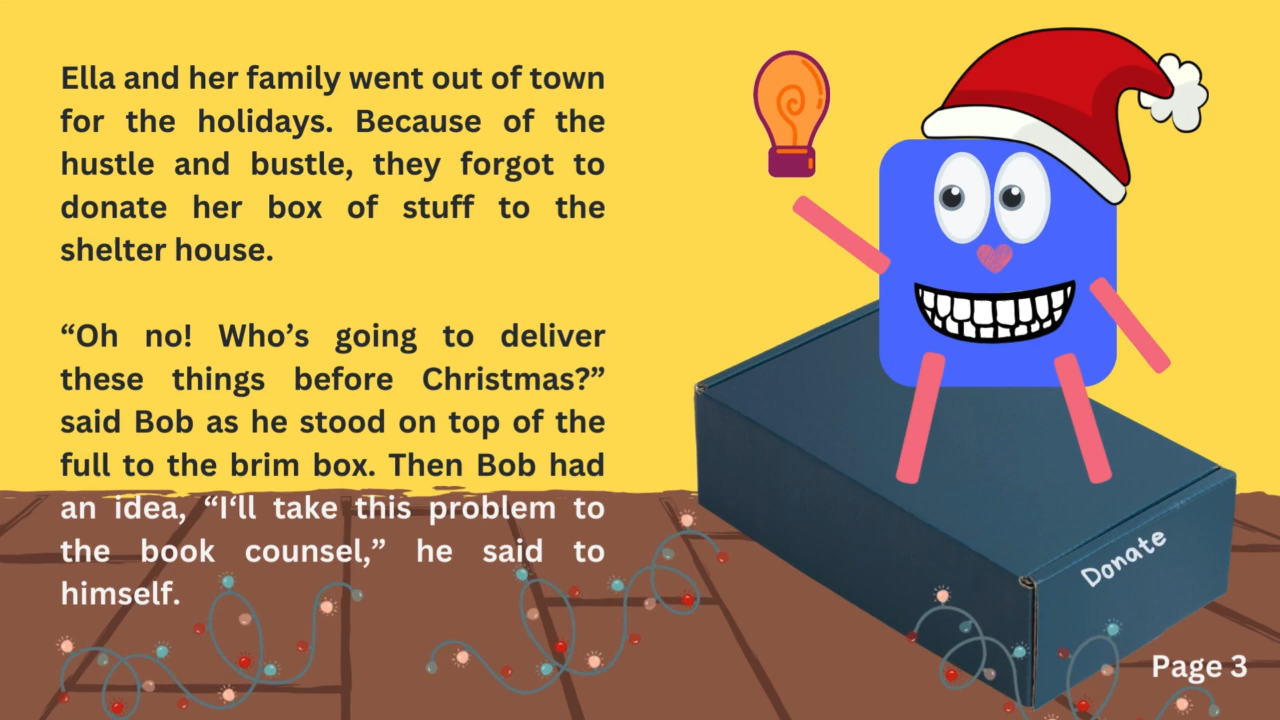 Ella and her family went out of town
for the holidays. Because of the
hustle and bustle, they forgot to
donate her box of stuff to the
shelter house.
“Oh no! Who’s going to deliver
these things before Christmas?”
said Bob as he stood on top of the
full to the brim box. Then Bob had
an idea, “I‘ll take this problem to
the book counsel,” he said to
himself.
Donate
Page 3